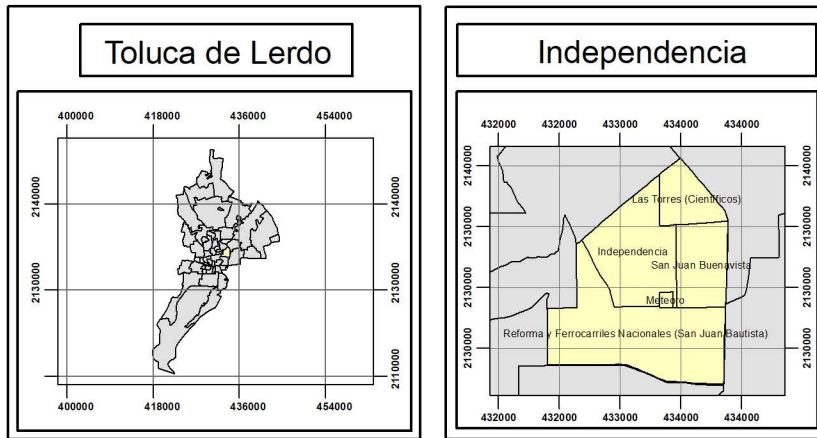 Toluca de Lerdo
400000 418000 436000 454000
2140000 2140000
2130000 2130000
2110000 2110000
400000 418000 436000 454000
Independencia
432000 432000 433000 434000 434000
2140000 2140000
Las Torres (Científicos)
2130000 2130000
Independencia
San Juan Buenavista
2130000 2130000
Meteoro
Reforma y Ferrocarriles Nacionales (San Juan Bautista)
2130000 2130000
432000 432000 433000 434000 434000